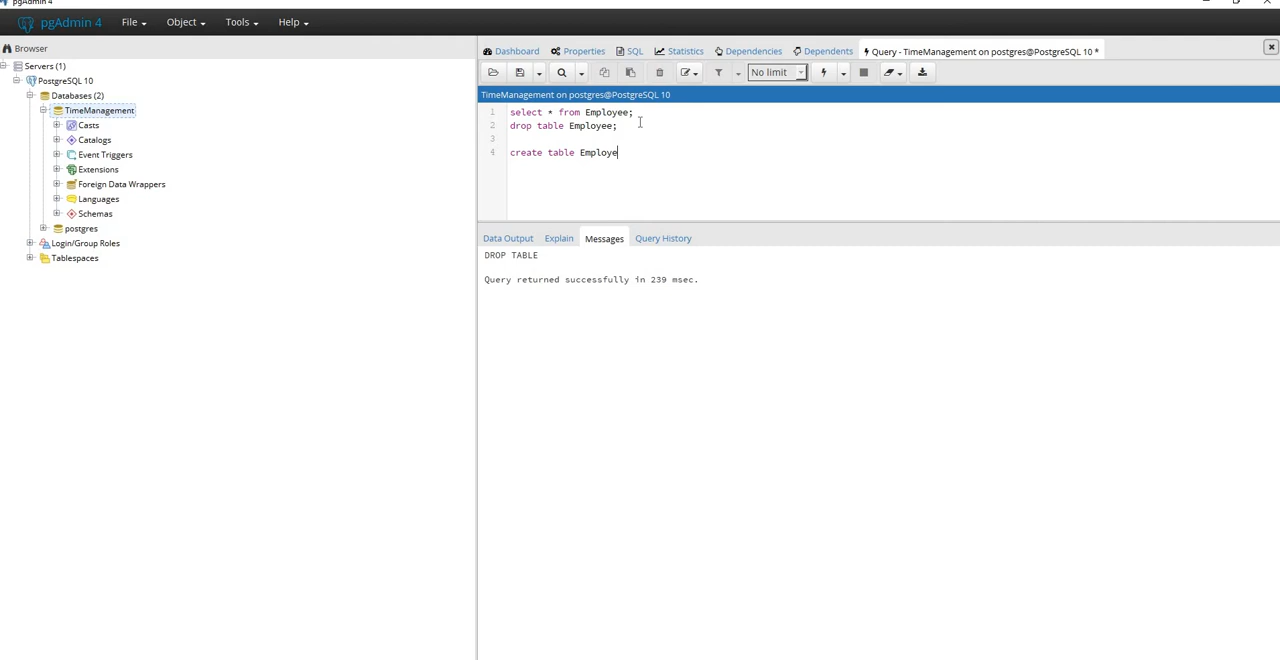 pgAdmin 4
pgAdmin 4 File Object Tools Help
Browser
Servers (1)
PostgreSQL 10
Databases (2)
TimeManagement
Casts
Catalogs
Event Triggers
Extensions
Foreign Data Wrappers
Languages
Schemas
postgres
Login/Group Roles
Tablespaces
Dashboard Properties SQL Statistics Dependencies Dependents Query - TimeManagement on postgres@PostgreSQL 10 *
No limit
TimeManagement on postgres@PostgreSQL 10
1 select * from Employee;
2 drop table Employee;
3
4 create table Employe
Data Output Explain Messages Query History
DROP TABLE
Query returned successfully in 239 msec.